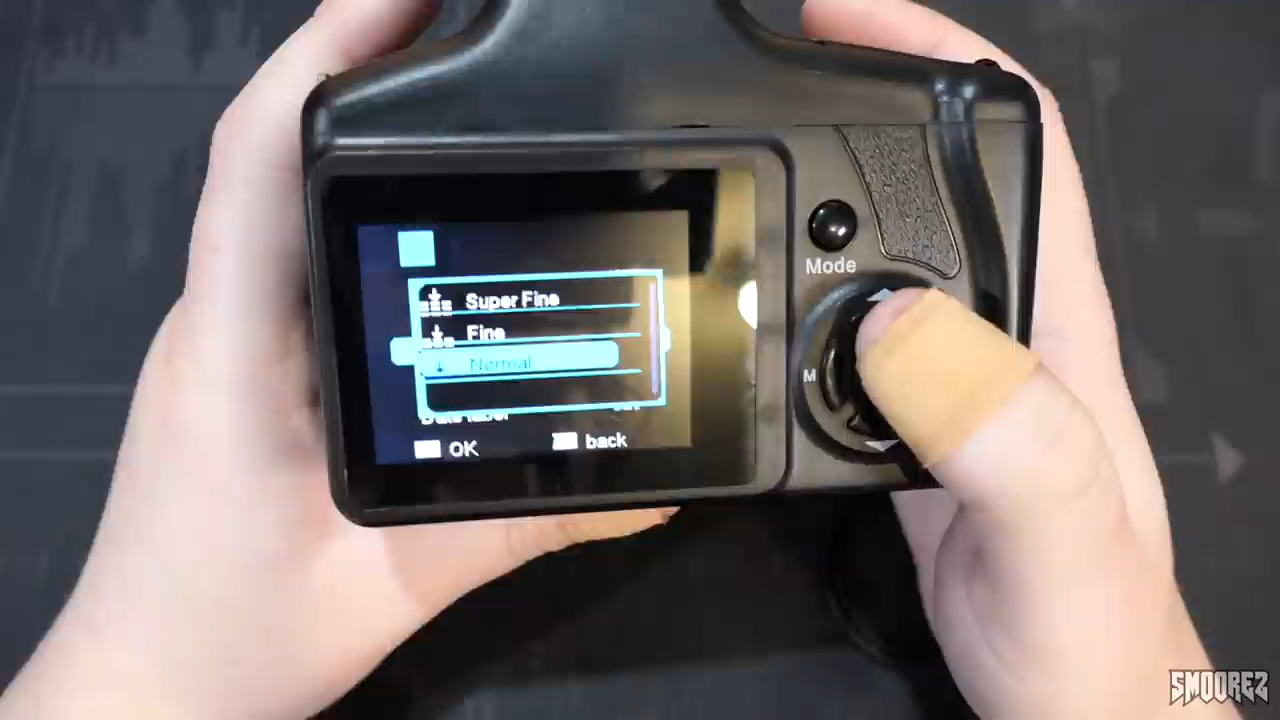 Super Fine
Fine
Normal
OK
back
Mode
M
SMOOREZ